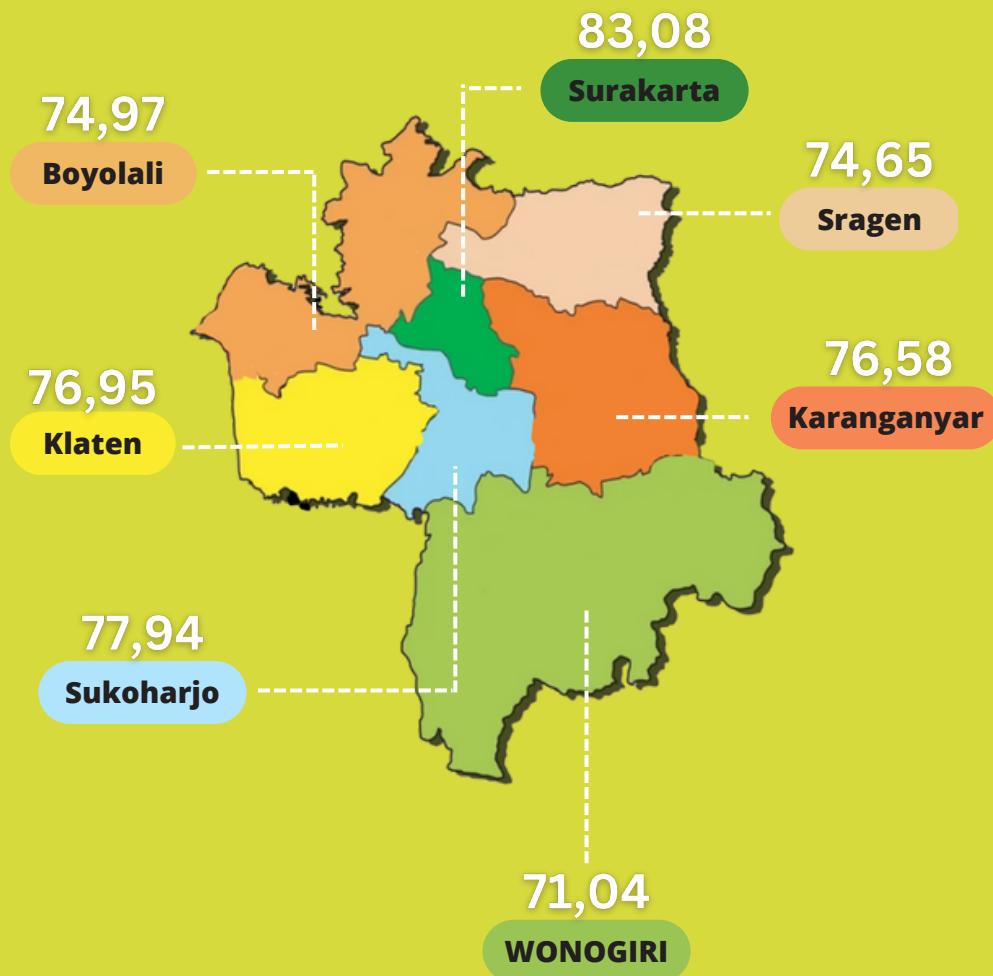 83,08
Surakarta
74,97
Boyolali
74,65
Sragen
76,58
Karanganyar
76,95
Klaten
77,94
Sukoharjo
71,04
WONOGIRI